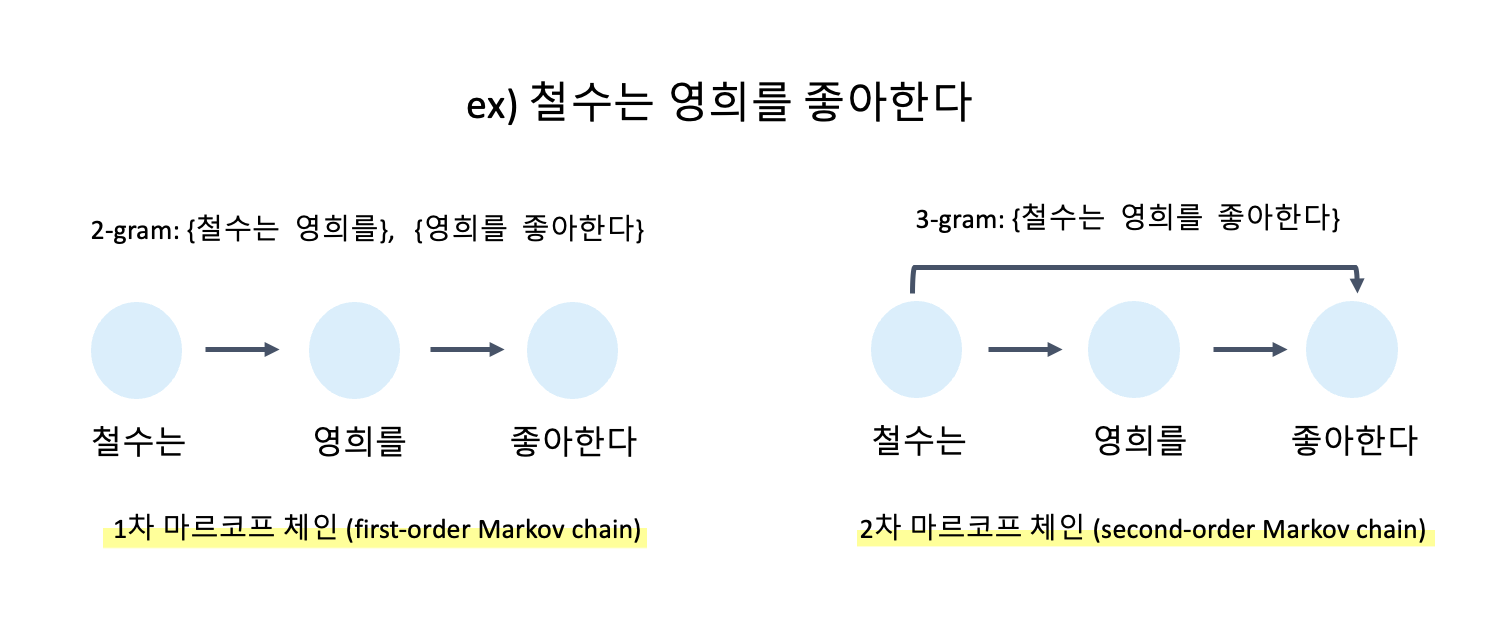 ex) 철수는 영희를 좋아한다
2-gram: {철수는 영희를}, {영희를 좋아한다}
철수는 영희를 좋아한다
1차 마르코프 체인 (first-order Markov chain)
3-gram: {철수는 영희를 좋아한다}
철수는 영희를 좋아한다
2차 마르코프 체인 (second-order Markov chain)